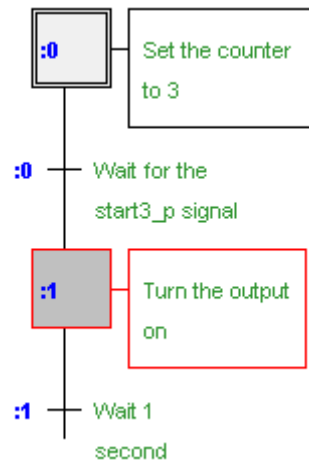 :0 Set the counter
to 3
:0 Wait for the
start3_p signal
:1 Turn the output
on
:1 Wait 1
second